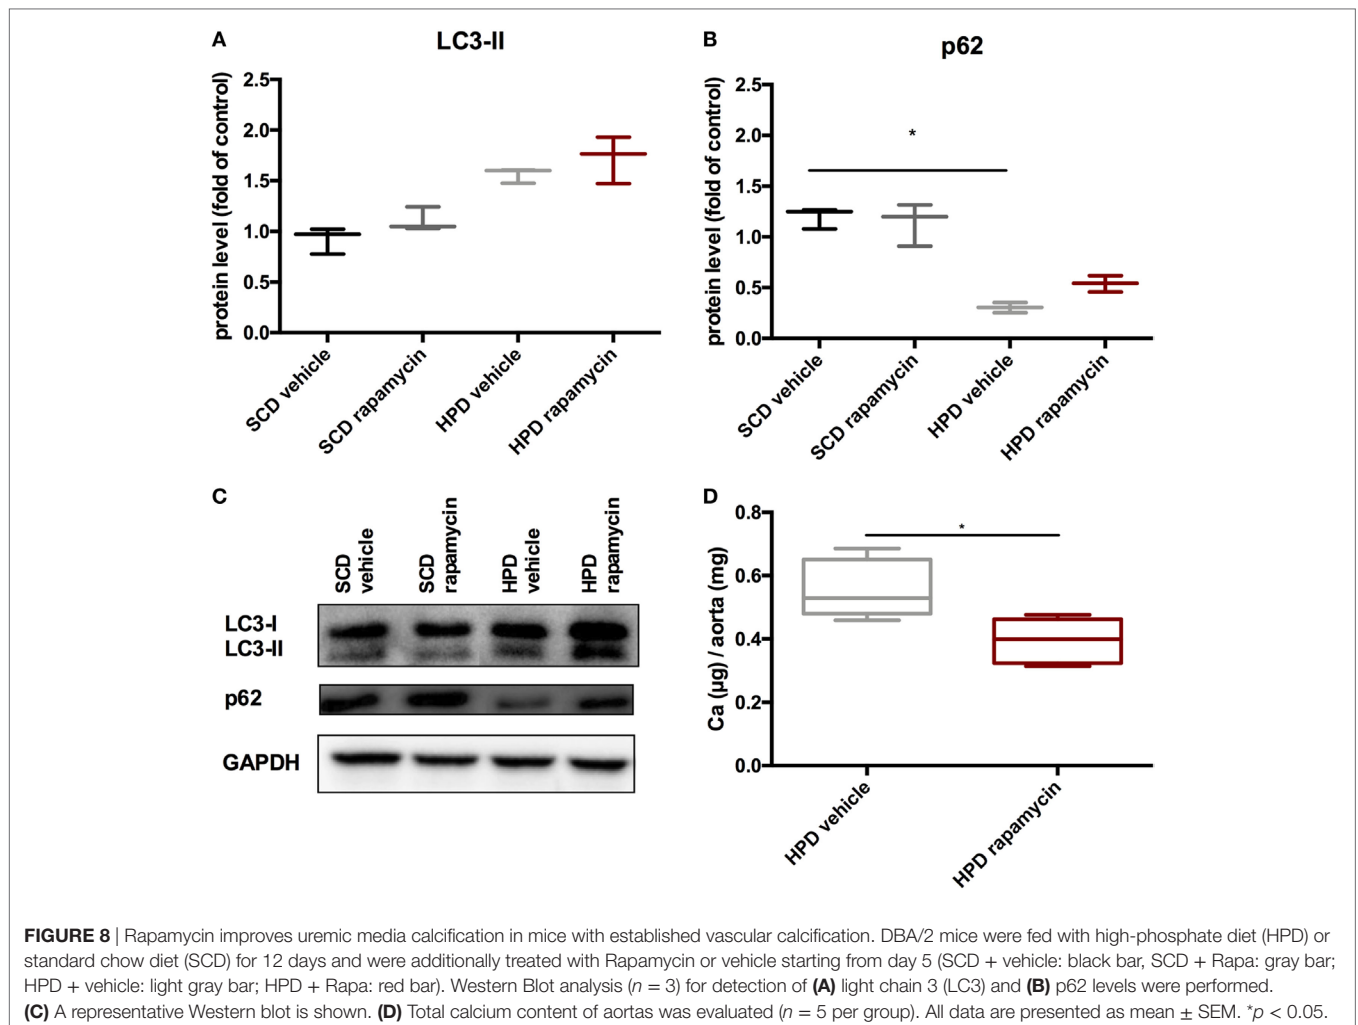 A
LC3-II
protein level (fold of control)
2.5
2.0
1.5
1.0
0.5
0.0
SCD vehicle
SCD rapamycin
HPD vehicle
HPD rapamycin
B
p62
*
protein level (fold of control)
2.5
2.0
1.5
1.0
0.5
0.0
SCD vehicle
SCD rapamycin
HPD vehicle
HPD rapamycin
C
SCD
vehicle
SCD
rapamycin
HPD
vehicle
HPD
rapamycin
LC3-I
LC3-II
p62
GAPDH
D
*
Ca (µg) / aorta (mg)
0.8
0.6
0.4
0.2
0.0
HPD vehicle
HPD rapamycin
FIGURE 8 | Rapamycin improves uremic media calcification in mice with established vascular calcification. DBA/2 mice were fed with high-phosphate diet (HPD) or
standard chow diet (SCD) for 12 days and were additionally treated with Rapamycin or vehicle starting from day 5 (SCD + vehicle: black bar, SCD + Rapa: gray bar;
HPD + vehicle: light gray bar; HPD + Rapa: red bar). Western Blot analysis (n = 3) for detection of (A) light chain 3 (LC3) and (B) p62 levels were performed.
(C) A representative Western blot is shown. (D) Total calcium content of aortas was evaluated (n = 5 per group). All data are presented as mean ± SEM. *p < 0.05.